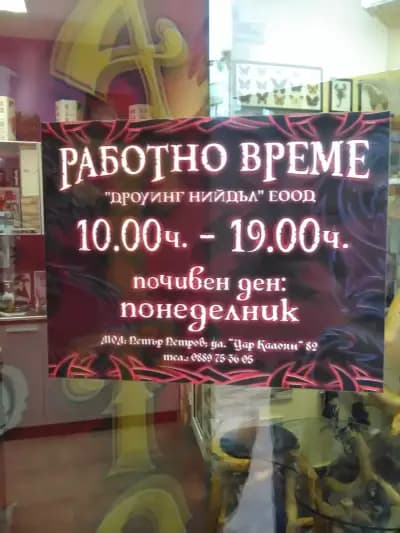 РАБОТНО ВРЕМЕ
"ДРОУИНГ НИЙДЪЛ" ЕООД
10.00ч. - 19.00ч.
почивен ден:
понеделник
МОЛ: Петър Петров; ул. "Цар Калоян" 82
тел.: 0889 75 36 05